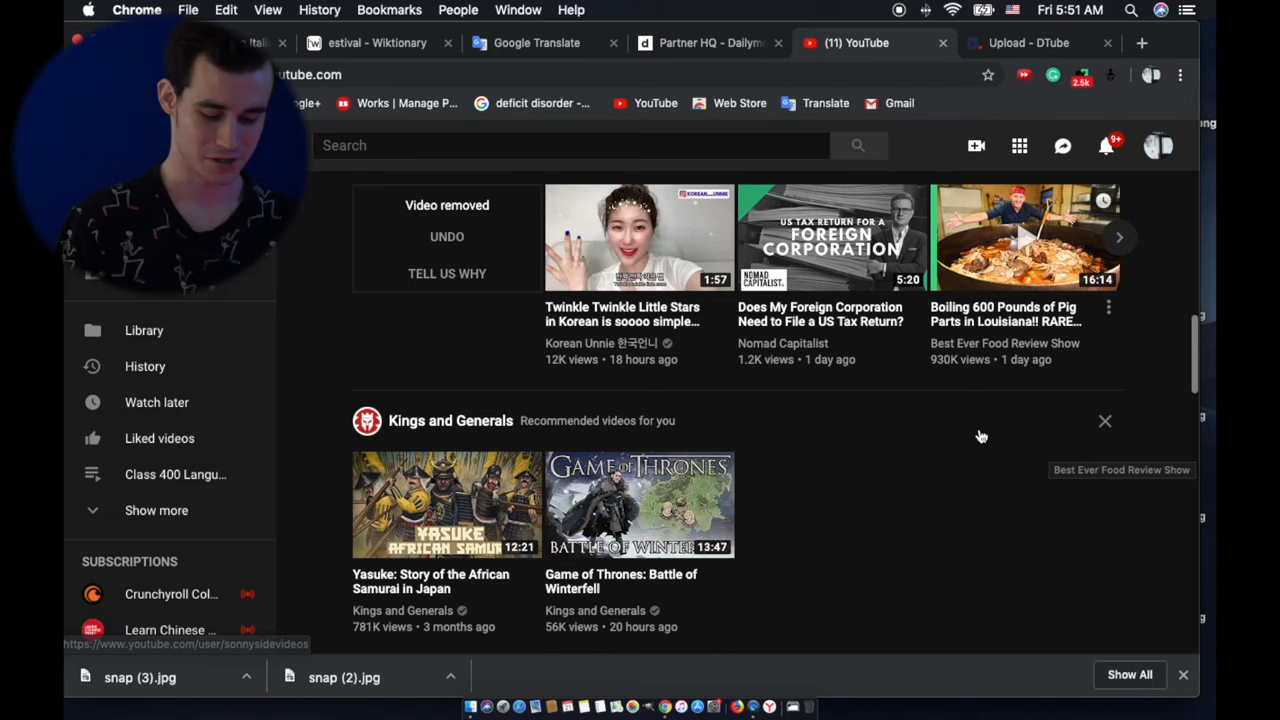 Chrome File Edit View History Bookmarks People Window Help
Fri 5:51 AM
Itali
estival - Wiktionary
Google Translate
Partner HQ - Dailymo
(11) YouTube
Upload - DTube
utube.com
2.5k
oogle+
Works | Manage P...
deficit disorder -...
YouTube
Web Store
Translate
Gmail
Search
9+
Video removed
UNDO
TELL US WHY
KOREAN_UNNIE
1:57
US TAX RETURN FOR A
FOREIGN
CORPORATION
NOMAD
CAPITALIST.
5:20
16:14
Twinkle Twinkle Little Stars
in Korean is soooo simple...
Korean Unnie 한국언니
12K views • 18 hours ago
Does My Foreign Corporation
Need to File a US Tax Return?
Nomad Capitalist
1.2K views • 1 day ago
Boiling 600 Pounds of Pig
Parts in Louisiana!! RARE...
Best Ever Food Review Show
930K views • 1 day ago
Library
History
Watch later
Liked videos
Class 400 Langu...
Show more
SUBSCRIPTIONS
Crunchyroll Col...
Learn Chinese ...
Kings and Generals Recommended videos for you
Best Ever Food Review Show
YASUKE
AFRICAN SAMU
12:21
GAME OF THRONES
BATTLE OF WINTER
13:47
Yasuke: Story of the African
Samurai in Japan
Kings and Generals
781K views • 3 months ago
Game of Thrones: Battle of
Winterfell
Kings and Generals
56K views • 20 hours ago
https://www.youtube.com/user/sonnysidevideos
snap (3).jpg
snap (2).jpg
Show All